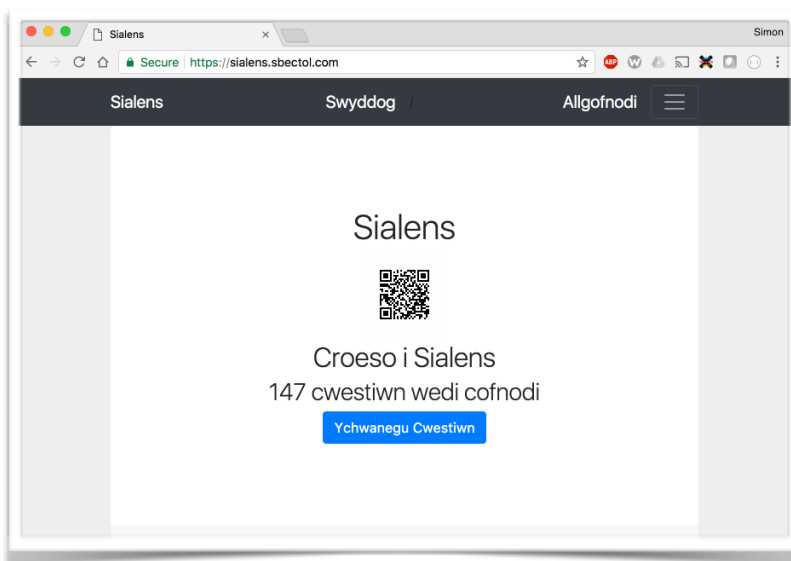 Sialens
Simon
Secure https://sialens.sbectol.com
ABP W
Sialens Swyddog / Allgofnodi
Sialens
Croeso i Sialens
147 cwestiwn wedi cofnodi
Ychwanegu Cwestiwn